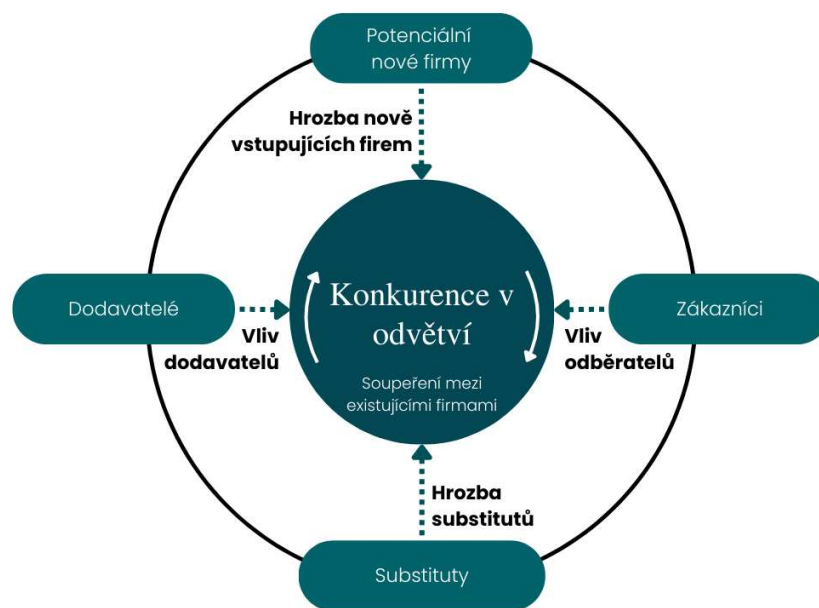 Potenciální
nové firmy
Hrozba nově
vstupujících firem
Dodavatelé
Vliv
dodavatelů
Konkurence v
odvětví
Soupeření mezi
existujícími firmami
Zákazníci
Vliv
odběratelů
Hrozba
substitutů
Substituty